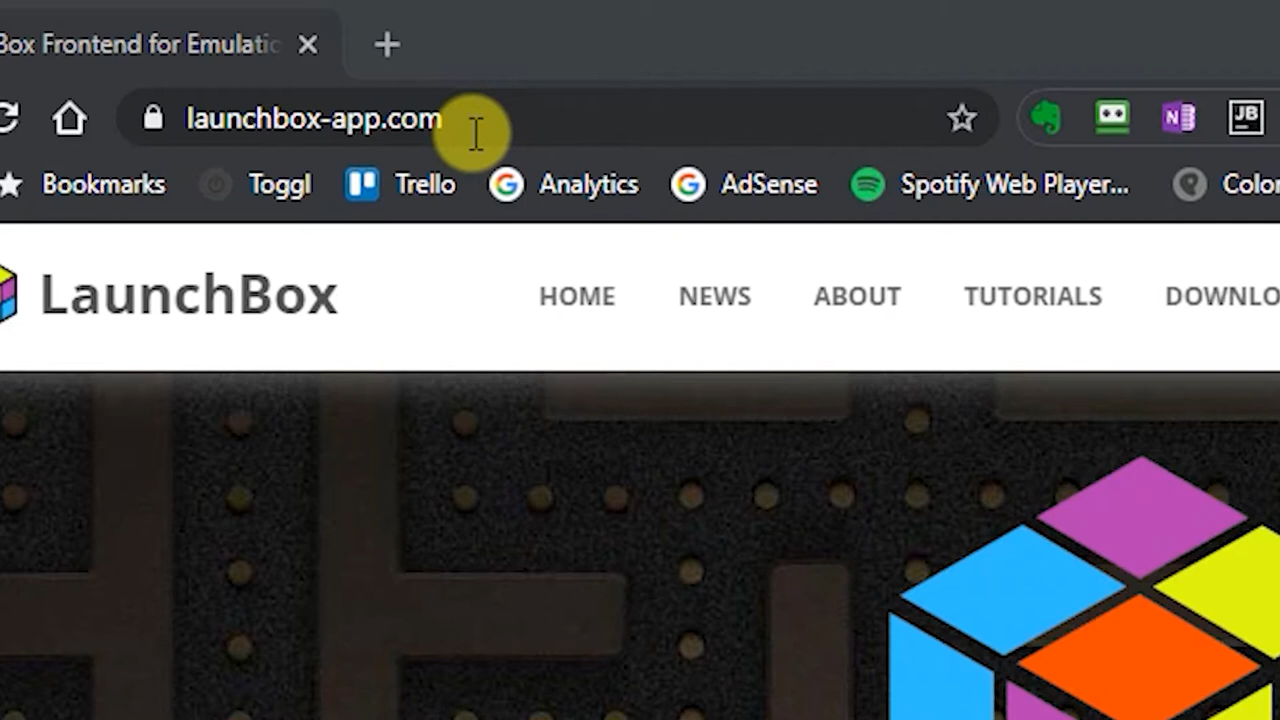 Box Frontend for Emulatic
launchbox-app.com
N
JB
Bookmarks Toggl Trello Analytics AdSense Spotify Web Player... Color
LaunchBox HOME NEWS ABOUT TUTORIALS DOWNLO